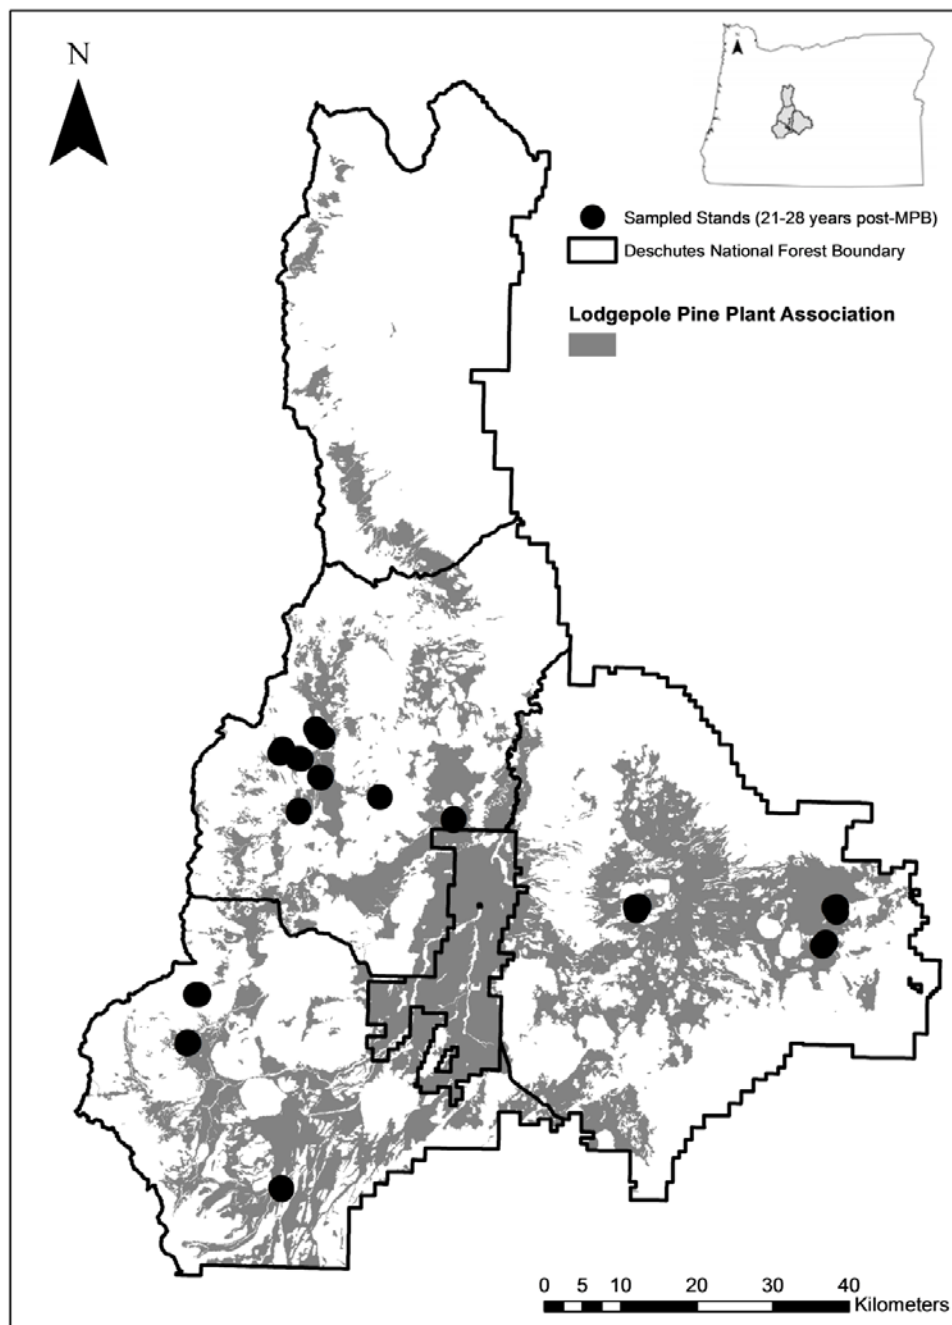 N
Sampled Stands (21-28 years post-MPB)
Deschutes National Forest Boundary
Lodgepole Pine Plant Association
0 5 10 20 30 40
Kilometers